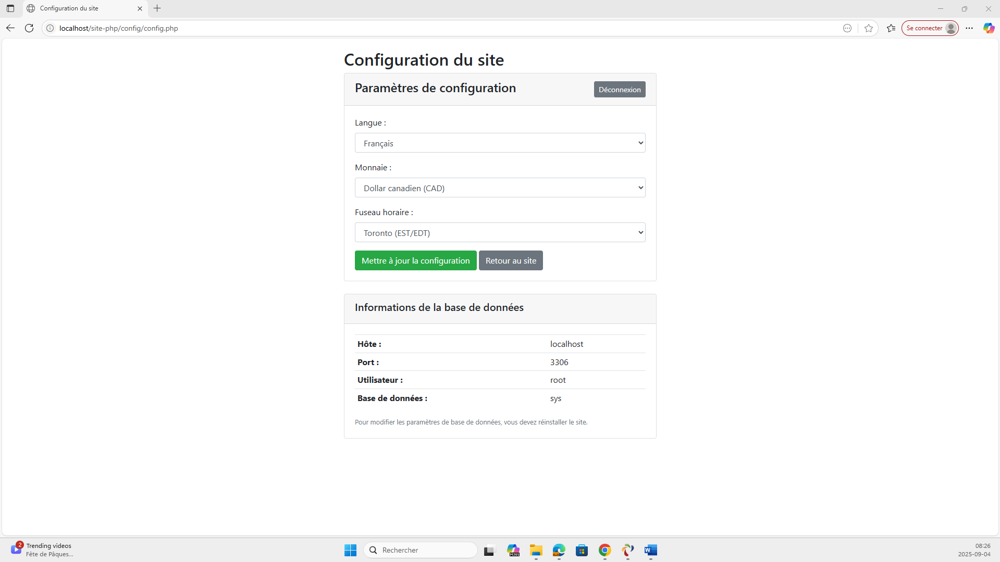 Configuration du site
localhost/site-php/config/config.php
Se connecter
Configuration du site
Paramètres de configuration
Déconnexion
Langue :
Français
Monnaie :
Dollar canadien (CAD)
Fuseau horaire :
Toronto (EST/EDT)
Mettre à jour la configuration
Retour au site
Informations de la base de données
Hôte : localhost
Port : 3306
Utilisateur : root
Base de données : sys
Pour modifier les paramètres de base de données, vous devez réinstaller le site.
2
Trending videos
Fête de Pâques...
Rechercher
M365
W
08:26
2025-09-04